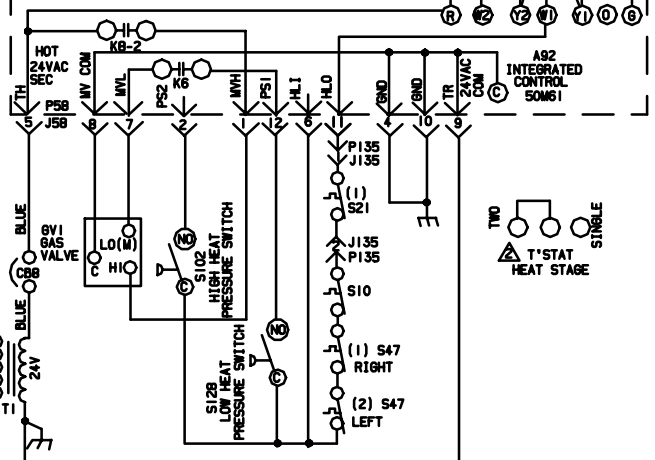 R W2 Y2 W1 Y1 O G
K8-2
HOT
24VAC
SEC
MV COM
MVL
K6
PS2
MVH
PS1
HLI
HLO
GND
GND
TR
24VAC
COM
C
A92
INTEGRATED
CONTROL
50M61
TH
P58
J58
5 8 7 2 1 12 6 11 4 10 9
P135
J135
(1)
S21
2
J135
P135
S10
(1) S47
RIGHT
(2) S47
LEFT
BLUE
GV1
GAS
VALVE
LO(M)
C
HI
NO
C
S102
HIGH HEAT
PRESSURE SWITCH
CB8
BLUE
24V
T1
NO
C
S128
LOW HEAT
PRESSURE SWITCH
TWO
SINGLE
2
T'STAT
HEAT STAGE